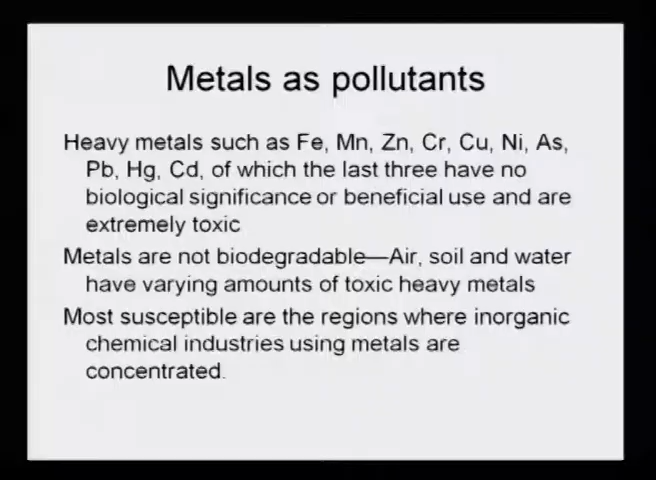 Metals as pollutants
Heavy metals such as Fe, Mn, Zn, Cr, Cu, Ni, As,
Pb, Hg, Cd, of which the last three have no
biological significance or beneficial use and are
extremely toxic
Metals are not biodegradable—Air, soil and water
have varying amounts of toxic heavy metals
Most susceptible are the regions where inorganic
chemical industries using metals are
concentrated.